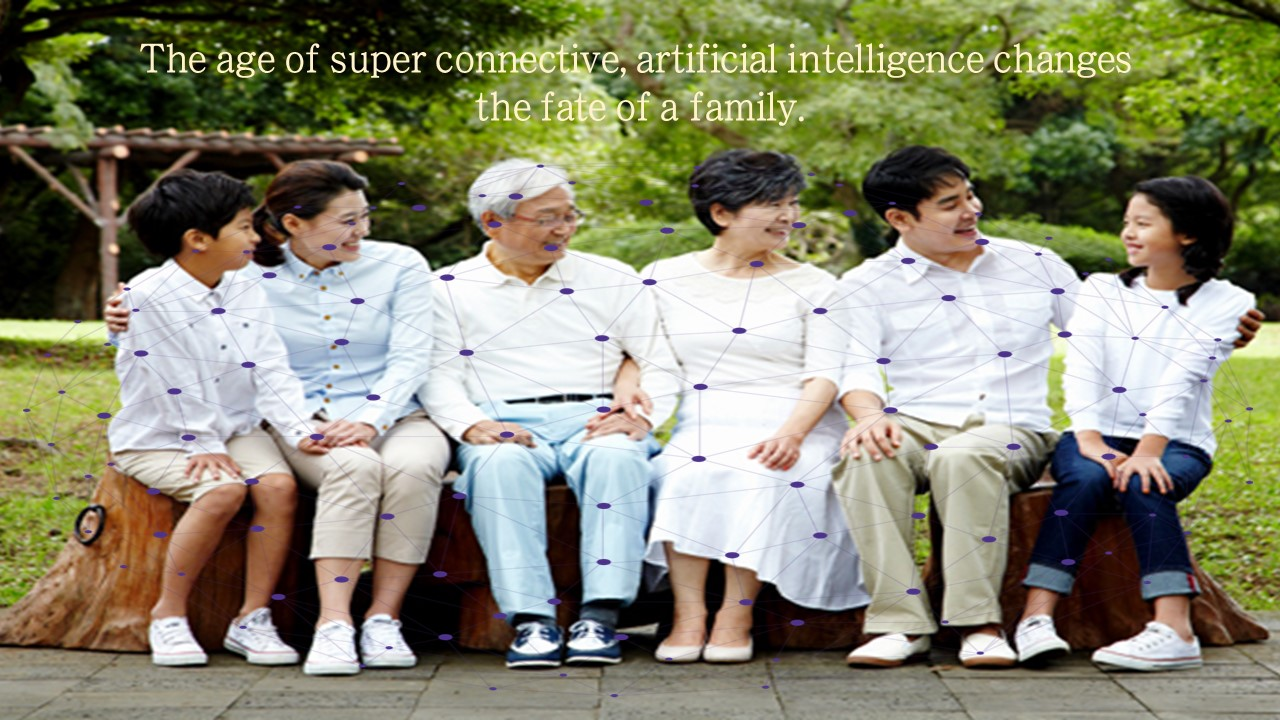 The age of super connective, artificial intelligence changes
the fate of a family.